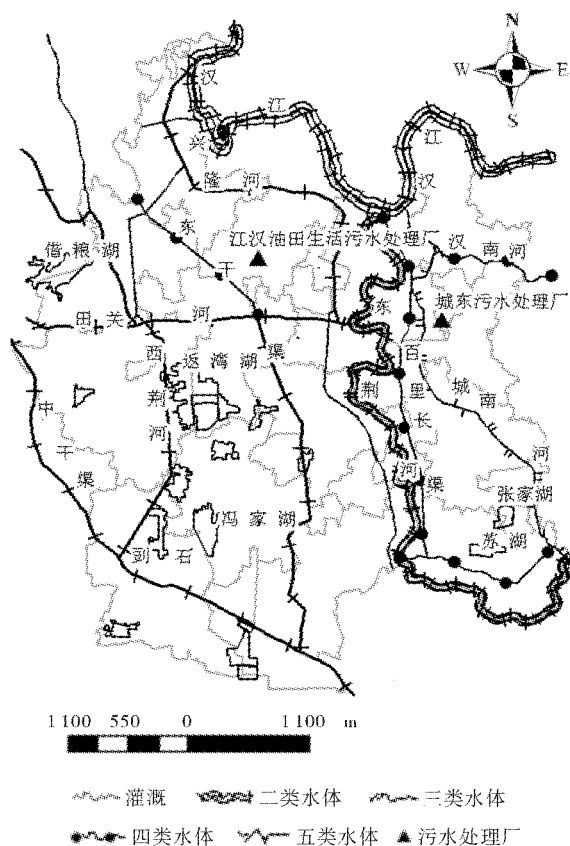 N
W E
S
汉
江
江
兴
汉
隆 河
东
江汉油田生活污水处理厂
汉 南 河
借粮湖
干
城东污水处理厂
田 关 河
东
西 返湾湖 渠
百
荆
荆 里 城
中 长 南
干 河
河 河
渠 渠
张家湖
冯家湖
苏湖
石
1 100 550 0 1 100 m
灌溉 二类水体 三类水体
四类水体 五类水体 污水处理厂